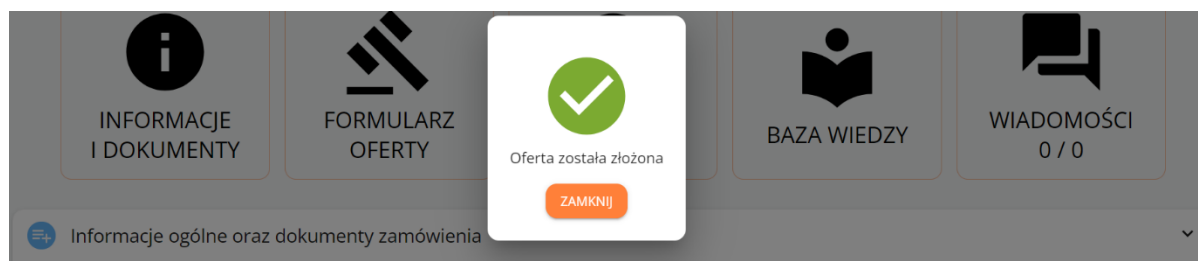 INFORMACJE
I DOKUMENTY
FORMULARZ
OFERTY
BAZA WIEDZY
WIADOMOŚCI
0 / 0
Oferta została złożona
ZAMKNIJ
Informacje ogólne oraz dokumenty zamówienia